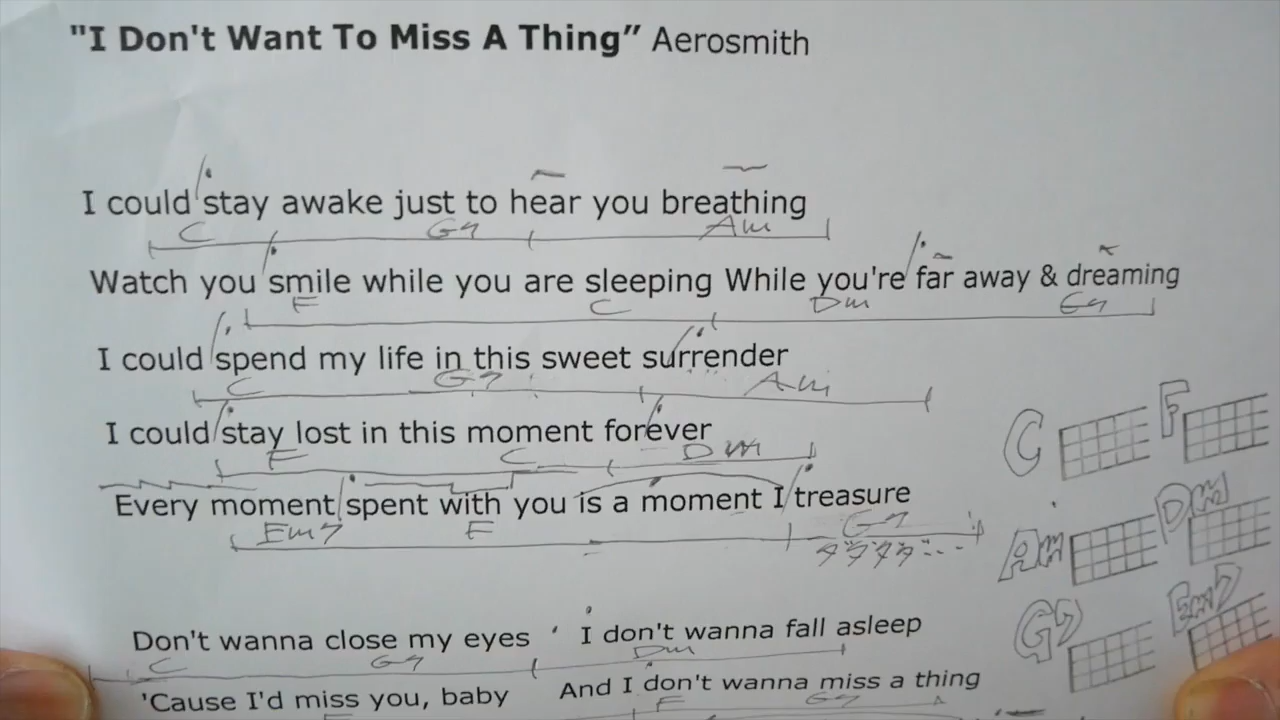 "I Don't Want To Miss A Thing” Aerosmith
I could stay awake just to hear you breathing
C G7 Am
Watch you smile while you are sleeping While you're far away & dreaming
F C Dm G7
I could spend my life in this sweet surrender
C G7 Am
I could stay lost in this moment forever
F C Dm
Every moment spent with you is a moment I treasure
Em7 F G7
タタタタ...
Don't wanna close my eyes ' I don't wanna fall asleep
C G7 Dm
'Cause I'd miss you, baby And I don't wanna miss a thing
F G7
C F
Am Dm
G7 Em7